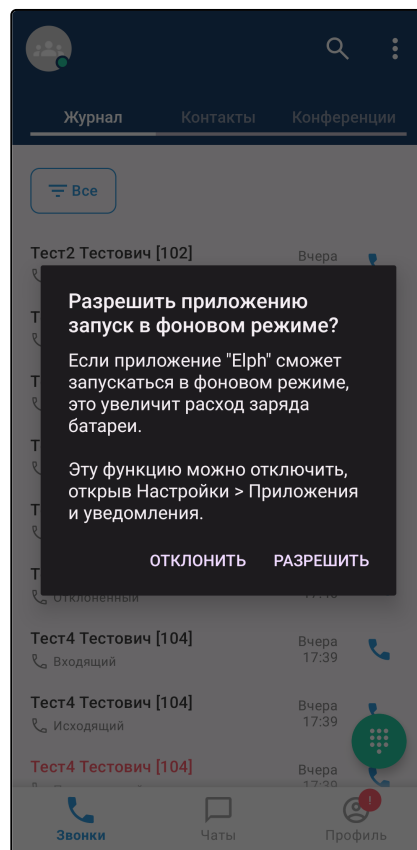 Журнал
Контакты
Конференции
Все
Тест2 Тестович [102]
Вчера
Разрешить приложению
запуск в фоновом режиме?
Если приложение "Elph" сможет
запускаться в фоновом режиме,
это увеличит расход заряда
батареи.
Эту функцию можно отключить,
открыв Настройки > Приложения
и уведомления.
ОТКЛОНИТЬ
РАЗРЕШИТЬ
Отклоненный
Тест4 Тестович [104]
Вчера
Входящий
17:39
Тест4 Тестович [104]
Вчера
Исходящий
17:39
Тест4 Тестович [104]
Вчера
17:39
!
Звонки
Чаты
Профиль